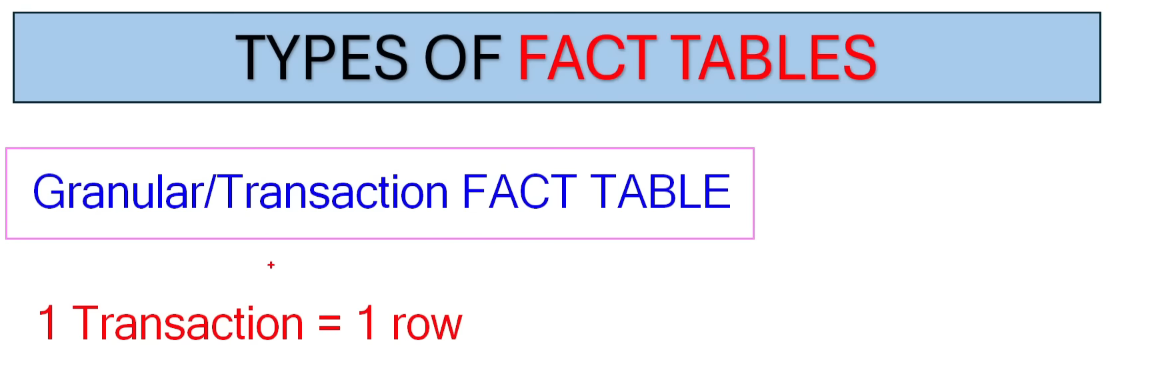 TYPES OF FACT TABLES
Granular/Transaction FACT TABLE
1 Transaction = 1 row